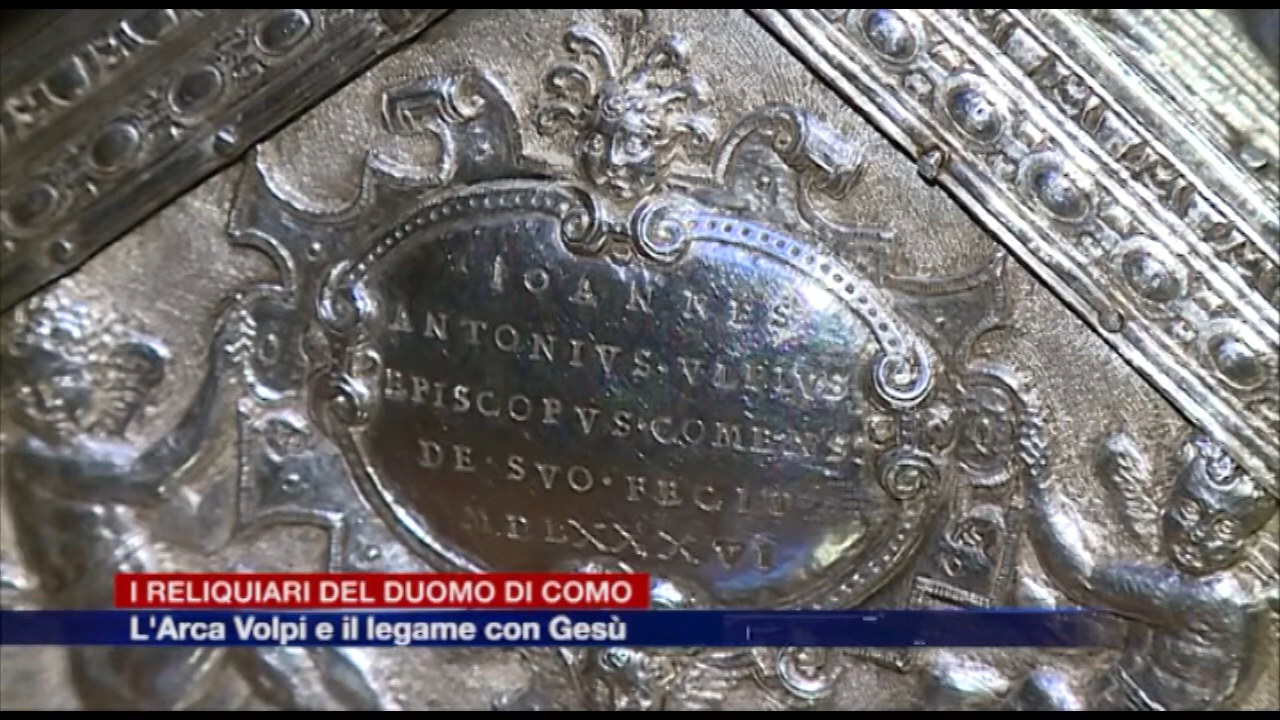 IOANNES
ANTONIVS·VVLPIVS
EPISCOPVS·COMENS·
DE·SVO·FECIT
MDLXXXVI
I RELIQUIARI DEL DUOMO DI COMO
L'Arca Volpi e il legame con Gesù